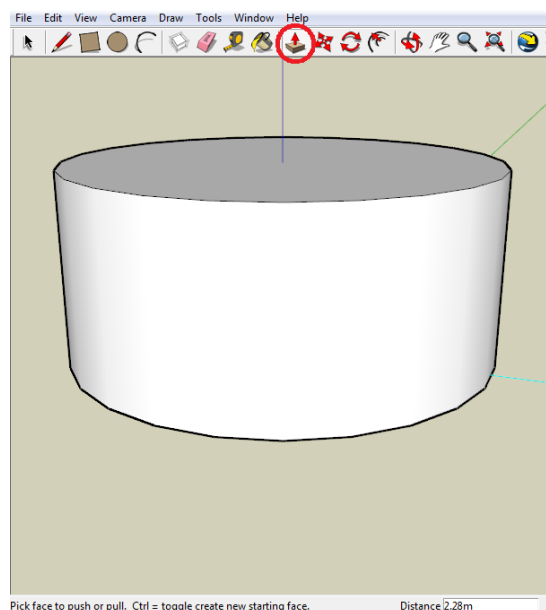 File Edit View Camera Draw Tools Window Help
Pick face to push or pull. Ctrl = toggle create new starting face. Distance 2.28m